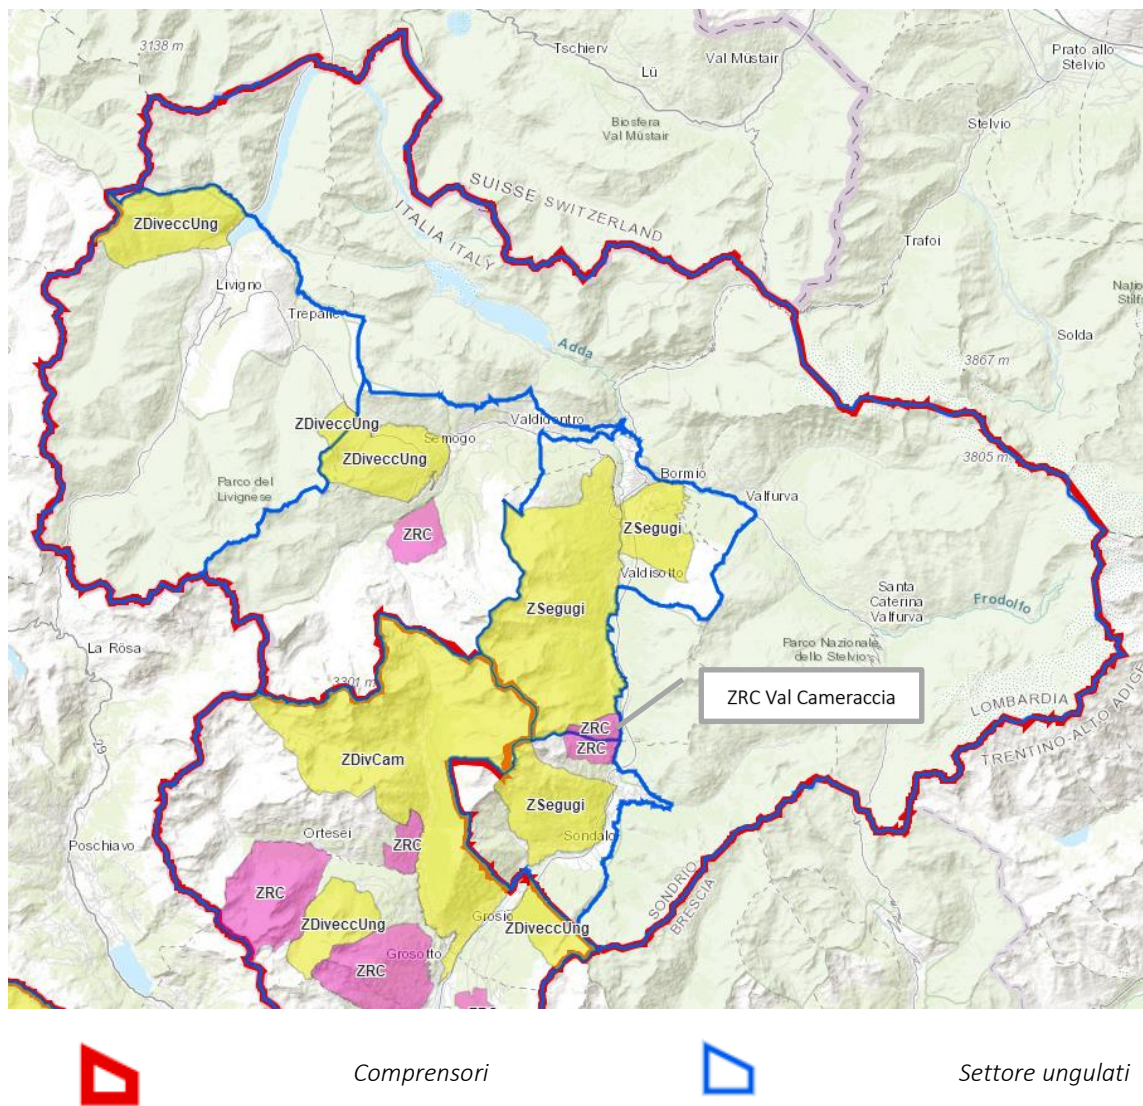 3138 m
Tschierv
Lü
Val Müstair
Prato allo
Stelvio
Biosfera
Val Müstair
Stelvio
SUISSE SWITZERLAND
ITALIA ITALY
ZDiveccUng
Trafoi
Livigno
Trepalle
Adda
Solda
3867 m
ZDiveccUng
Valdidentro
Semogo
ZDiveccUng
3805 m
Bormio
Parco del
Livignese
Valfurva
ZRC
ZSegugi
Valdisotto
Santa
Caterina
Valfurva
Frodolfo
ZSegugi
Parco Nazionale
dello Stelvio
La Rösa
3301 m
ZRC Val Cameraccia
LOMBARDIA
TRENTINO-ALTO ADIGE
ZRC
ZRC
29
ZDivCam
ZSegugi
Ortesei
Sondalo
ZRC
Poschiavo
ZRC
SONDRIO
BRESCIA
Grosio
ZDiveccUng
ZDiveccUng
Grosotto
ZRC
Comprensori
Settore ungulati